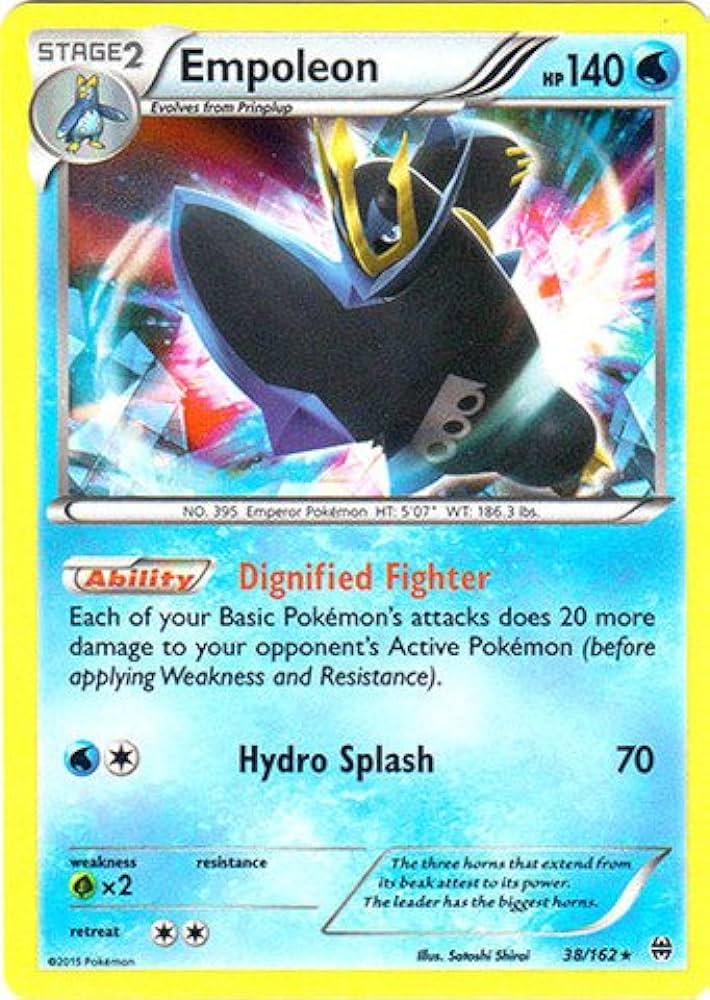 STAGE2
Empoleon
HP 140
Evolves from Prinplup
NO. 395 Emperor Pokémon HT: 5'07" WT: 186.3 lbs.
Ability Dignified Fighter
Each of your Basic Pokémon's attacks does 20 more
damage to your opponent's Active Pokémon (before
applying Weakness and Resistance).
Hydro Splash 70
weakness resistance
×2
The three horns that extend from
its beak attest to its power.
The leader has the biggest horns.
retreat
©2015 Pokémon
Illus. Satoshi Shirai
38/162 ★